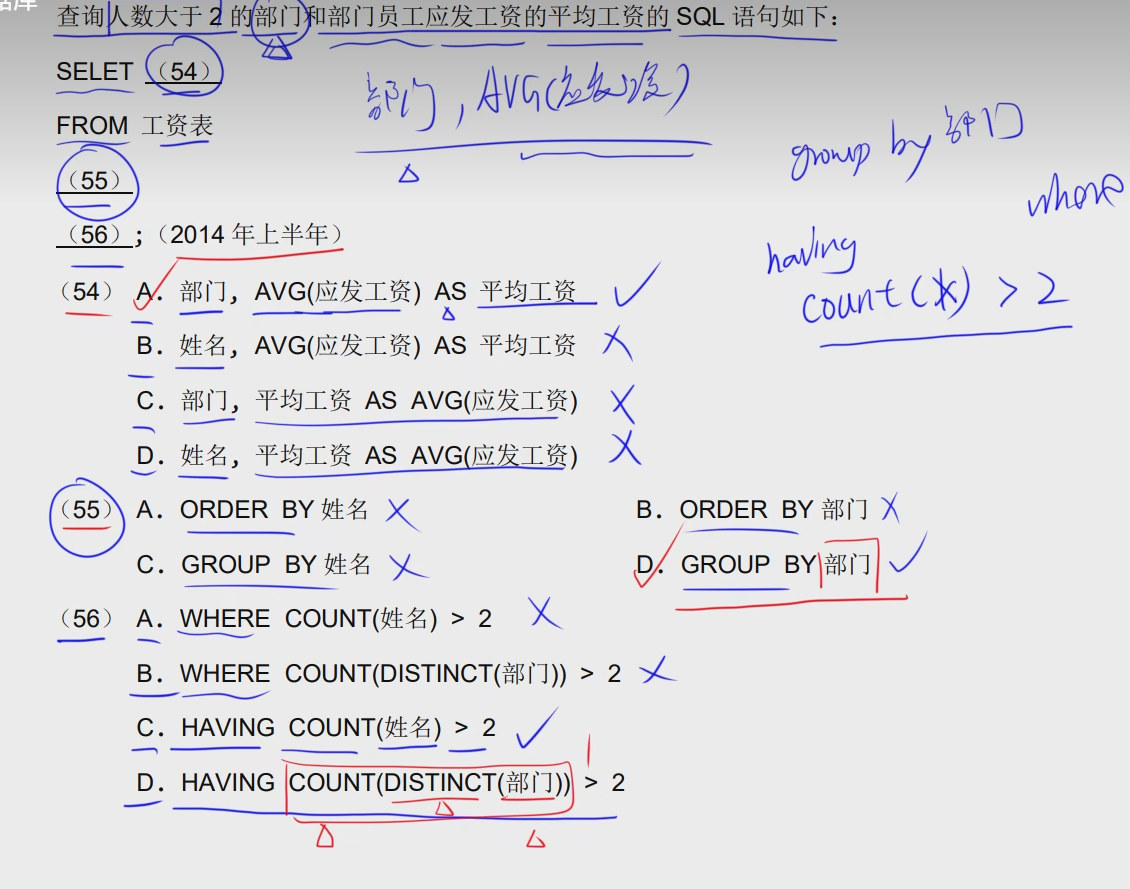 据库
查询人数大于 2 的部门和部门员工应发工资的平均工资的 SQL 语句如下：
SELET （54）
部门, AVG(应发工资)
FROM 工资表
group by 部门
where
（55）
（56）；（2014 年上半年）
having
count(*) > 2
（54） A．部门，AVG(应发工资) AS 平均工资
B．姓名，AVG(应发工资) AS 平均工资
C．部门，平均工资 AS AVG(应发工资)
D．姓名，平均工资 AS AVG(应发工资)
（55） A．ORDER BY 姓名 B．ORDER BY 部门
C．GROUP BY 姓名 D．GROUP BY 部门
（56） A．WHERE COUNT(姓名) > 2
B．WHERE COUNT(DISTINCT(部门)) > 2
C．HAVING COUNT(姓名) > 2
D．HAVING COUNT(DISTINCT(部门)) > 2